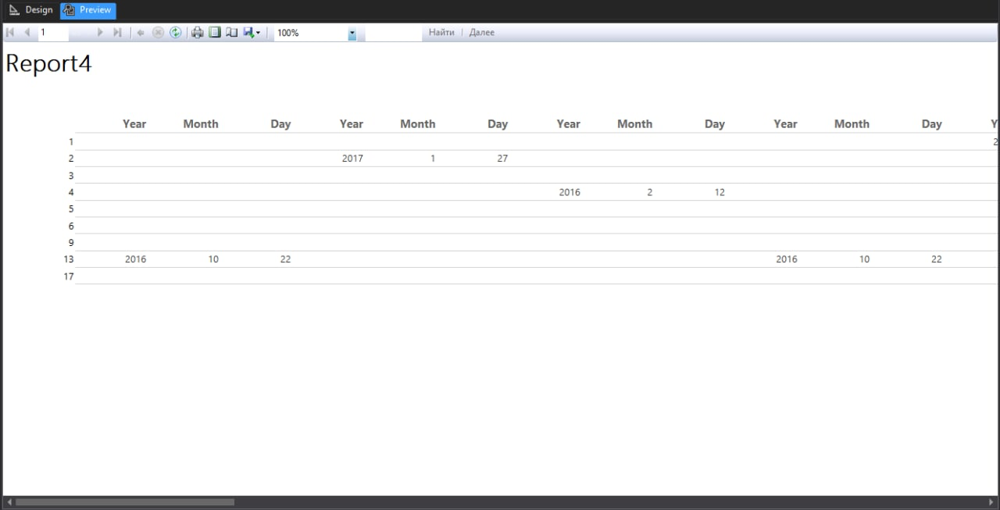 Design Preview
1 100% Найти Далее
Report4
Year Month Day Year Month Day Year Month Day Year Month Day Y
1 2
2 2017 1 27
3
4 2016 2 12
5
6
9
13 2016 10 22 2016 10 22
17